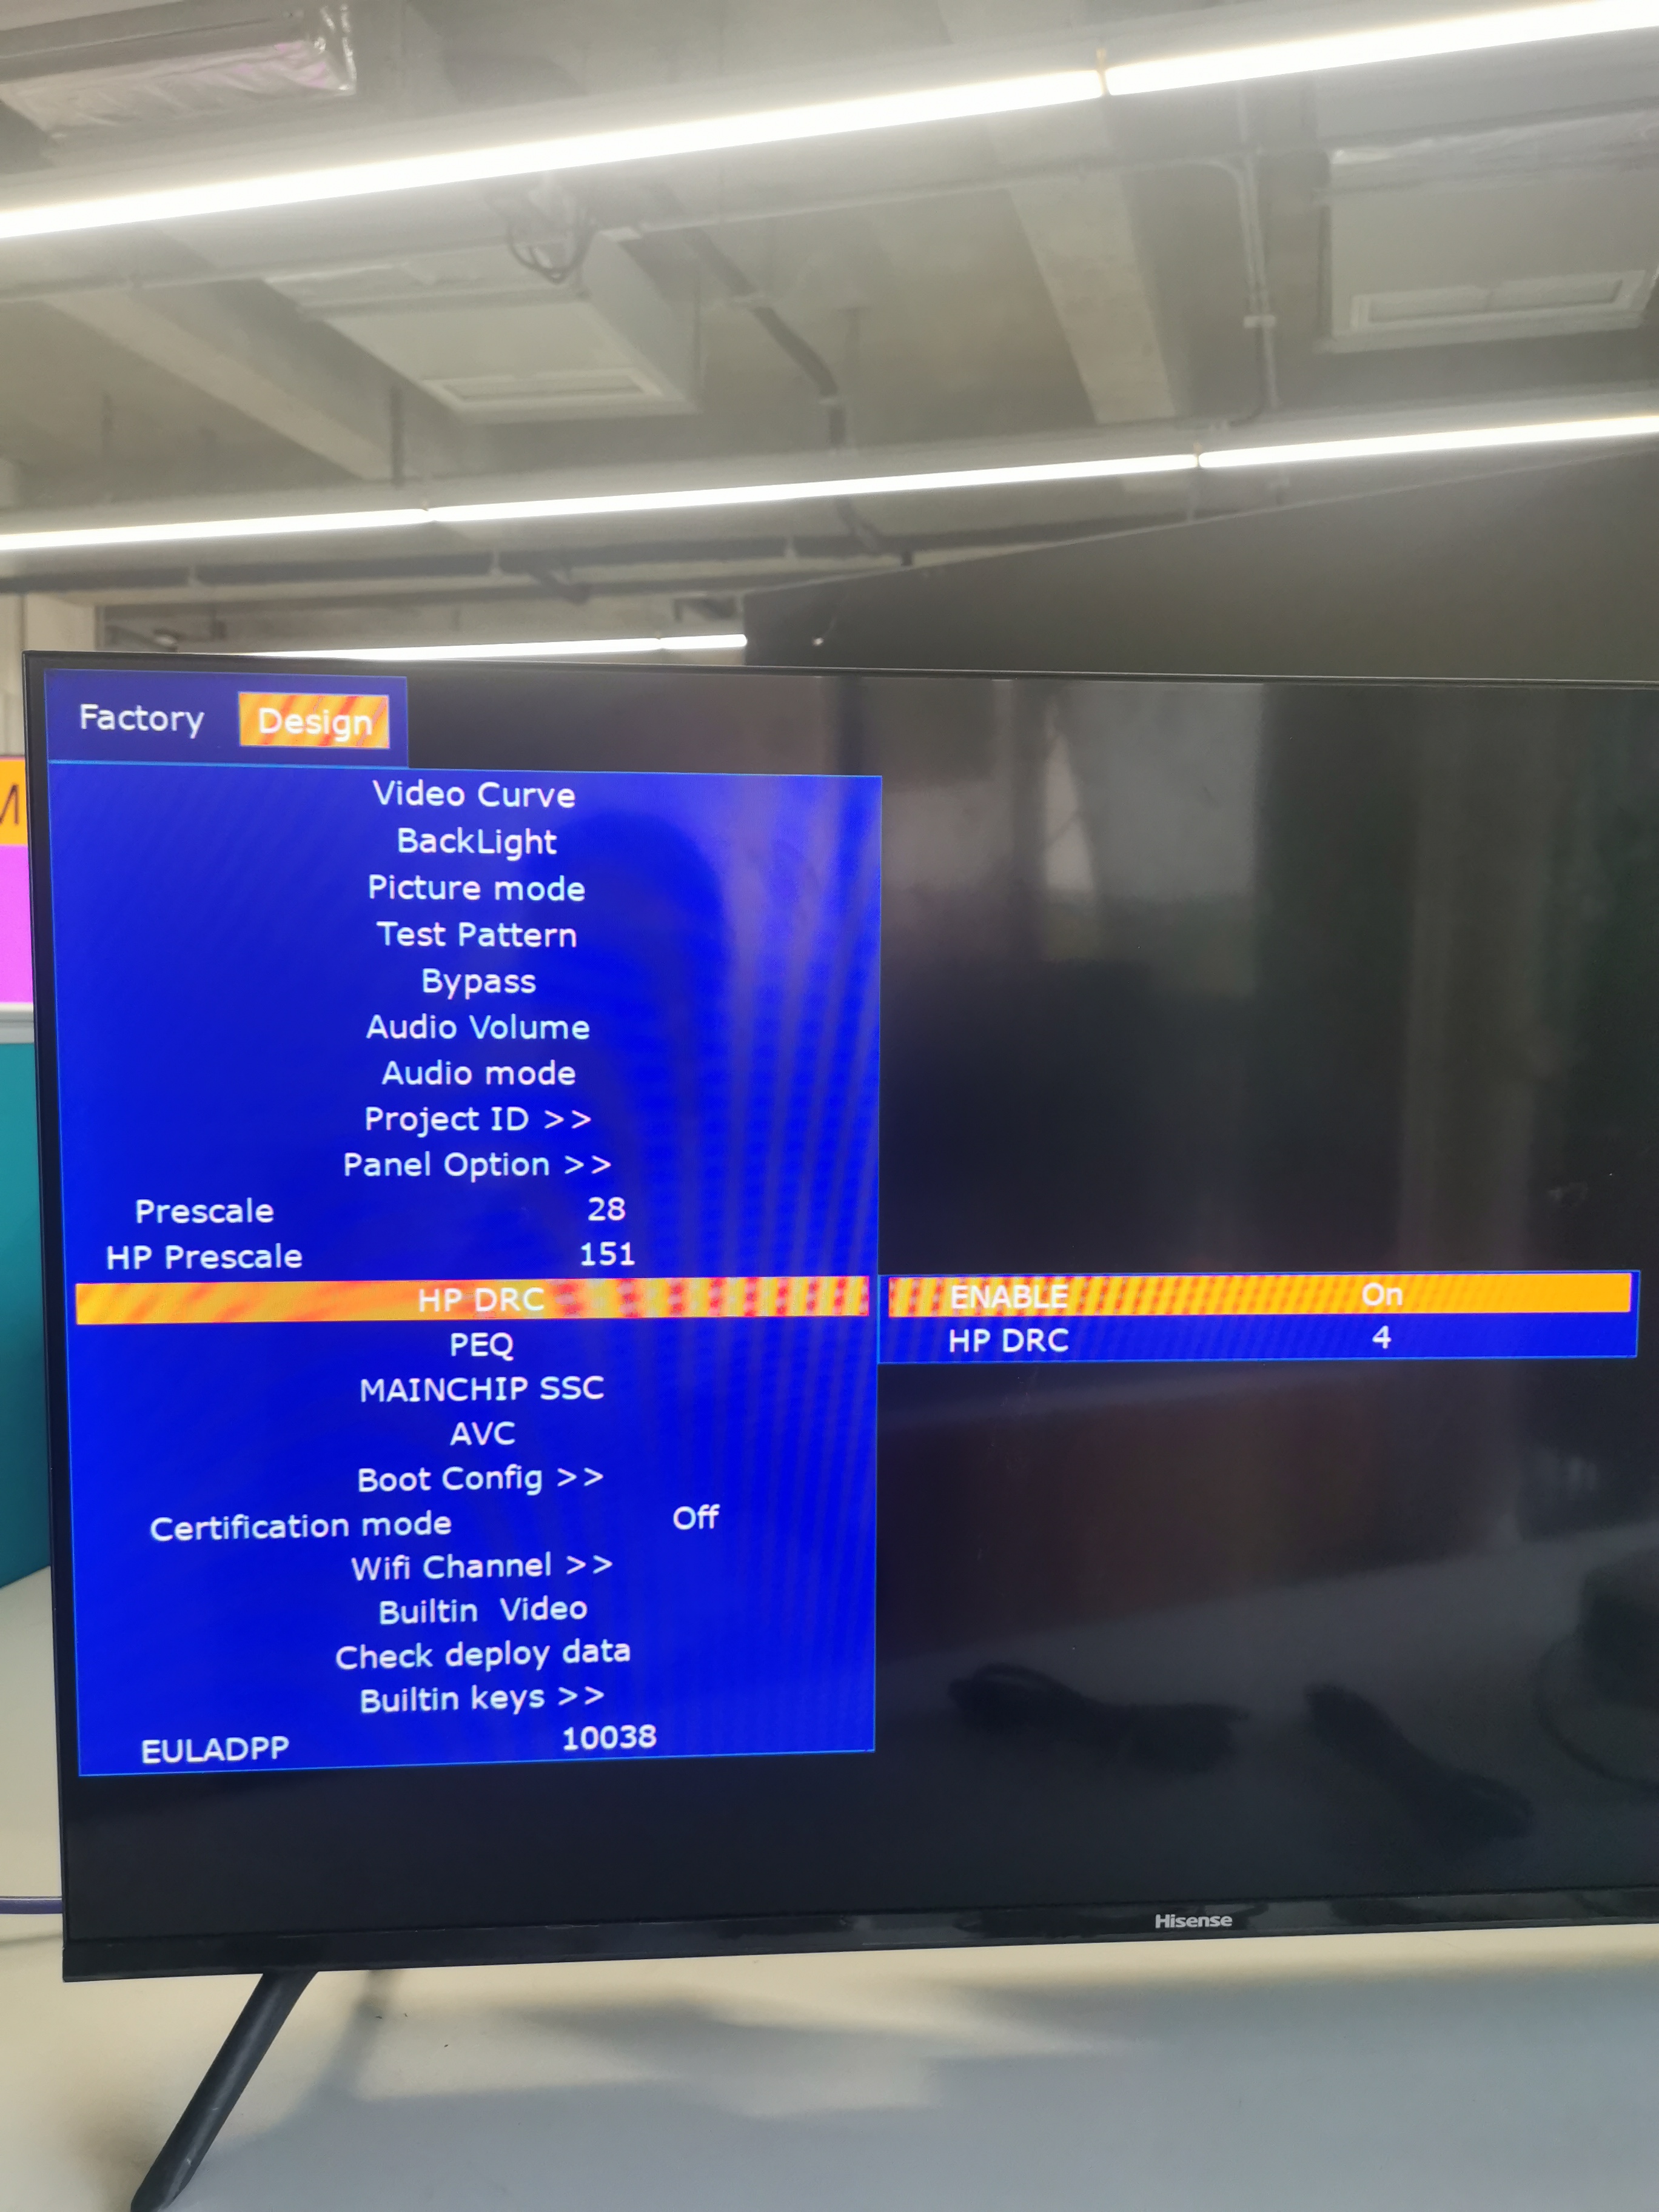 Factory Design
Video Curve
BackLight
Picture mode
Test Pattern
Bypass
Audio Volume
Audio mode
Project ID >>
Panel Option >>
Prescale 28
HP Prescale 151
HP DRC
ENABLE On
HP DRC 4
PEQ
MAINCHIP SSC
AVC
Boot Config >>
Certification mode Off
Wifi Channel >>
Builtin  Video
Check deploy data
Builtin keys >>
EULADPP 10038
Hisense